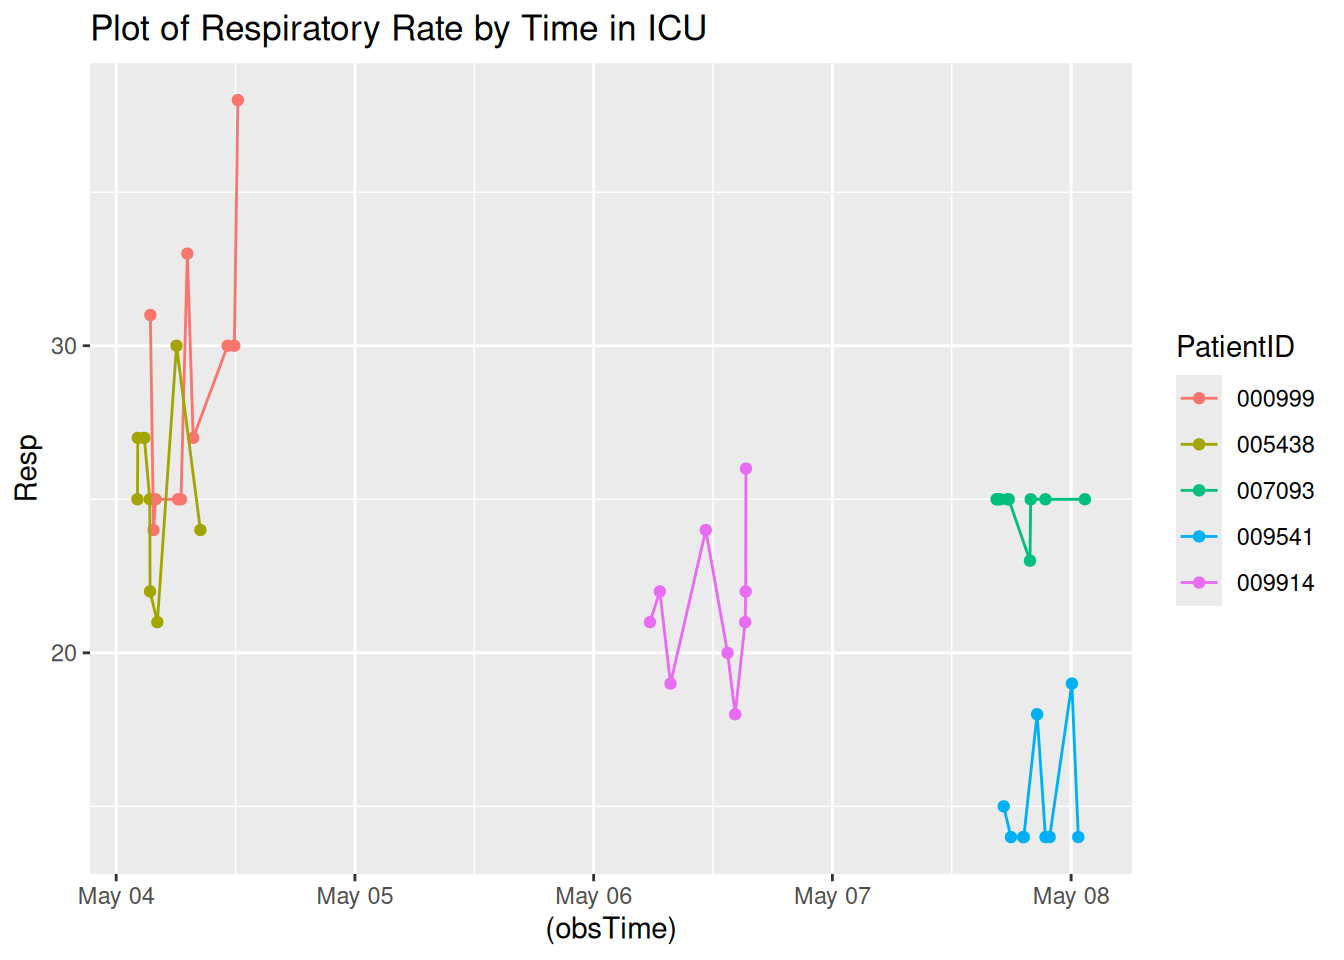 Plot of Respiratory Rate by Time in ICU
Resp
30
20
May 04
May 05
May 06
May 07
May 08
(obsTime)
PatientID
000999
005438
007093
009541
009914